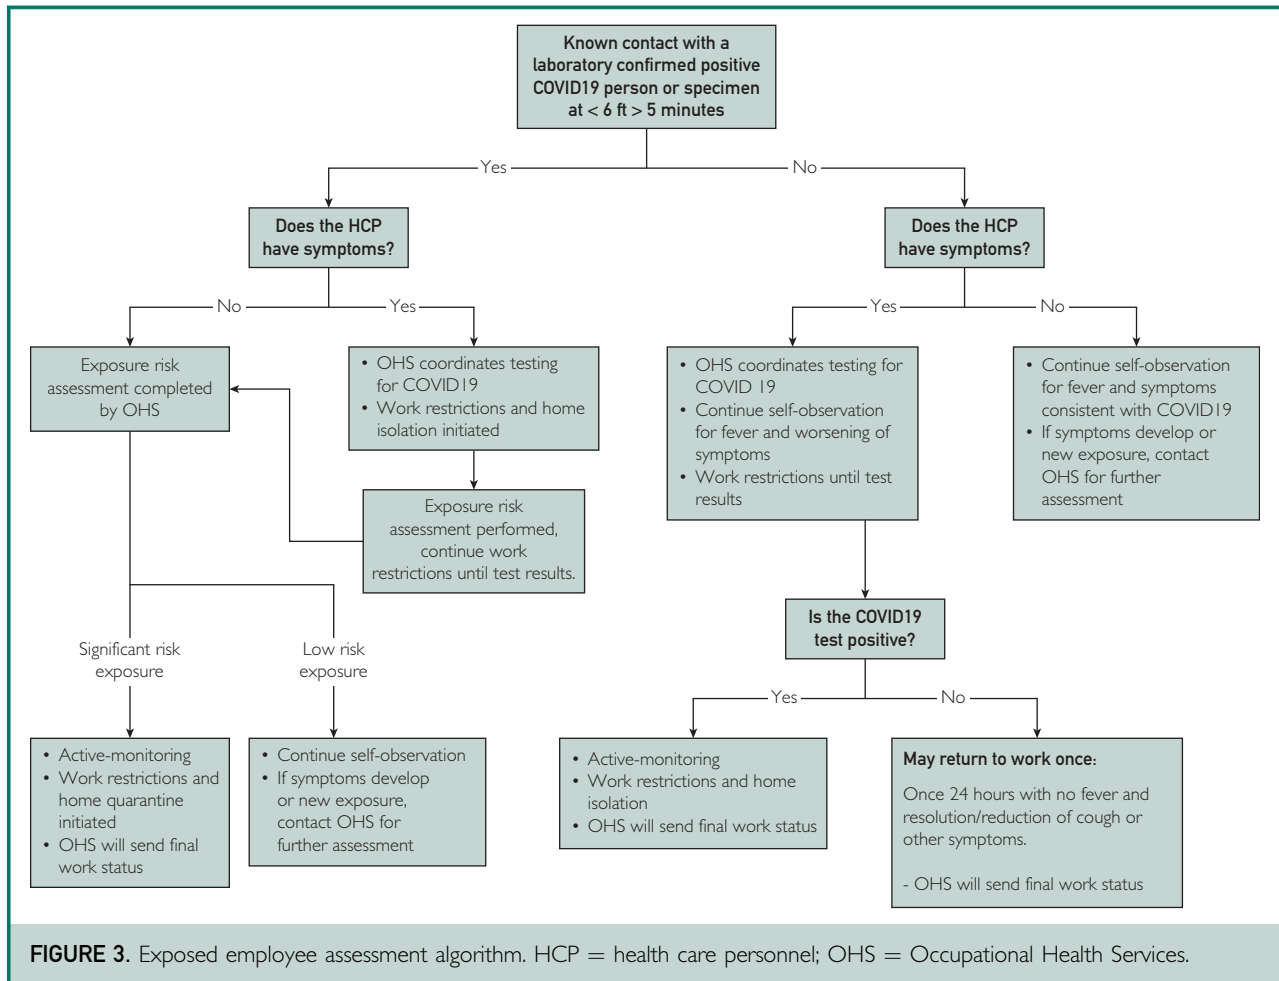 Known contact with a
laboratory confirmed positive
COVID19 person or specimen
at < 6 ft > 5 minutes
Yes
No
Does the HCP
have symptoms?
Does the HCP
have symptoms?
No
Yes
Yes
No
Exposure risk
assessment completed
by OHS
• OHS coordinates testing
for COVID19
• Work restrictions and home
isolation initiated
• OHS coordinates testing for
COVID 19
• Continue self-observation
for fever and worsening of
symptoms
• Work restrictions until test
results
• Continue self-observation
for fever and symptoms
consistent with COVID19
• If symptoms develop or
new exposure, contact
OHS for further
assessment
Exposure risk
assessment performed,
continue work
restrictions until test results.
Is the COVID19
test positive?
Significant risk
exposure
Low risk
exposure
Yes
No
• Active-monitoring
• Work restrictions and
home quarantine
initiated
• OHS will send final
work status
• Continue self-observation
• If symptoms develop
or new exposure,
contact OHS for
further assessment
• Active-monitoring
• Work restrictions and home
isolation
• OHS will send final work status
May return to work once:
Once 24 hours with no fever and
resolution/reduction of cough or
other symptoms.
- OHS will send final work status
FIGURE 3. Exposed employee assessment algorithm. HCP = health care personnel; OHS = Occupational Health Services.